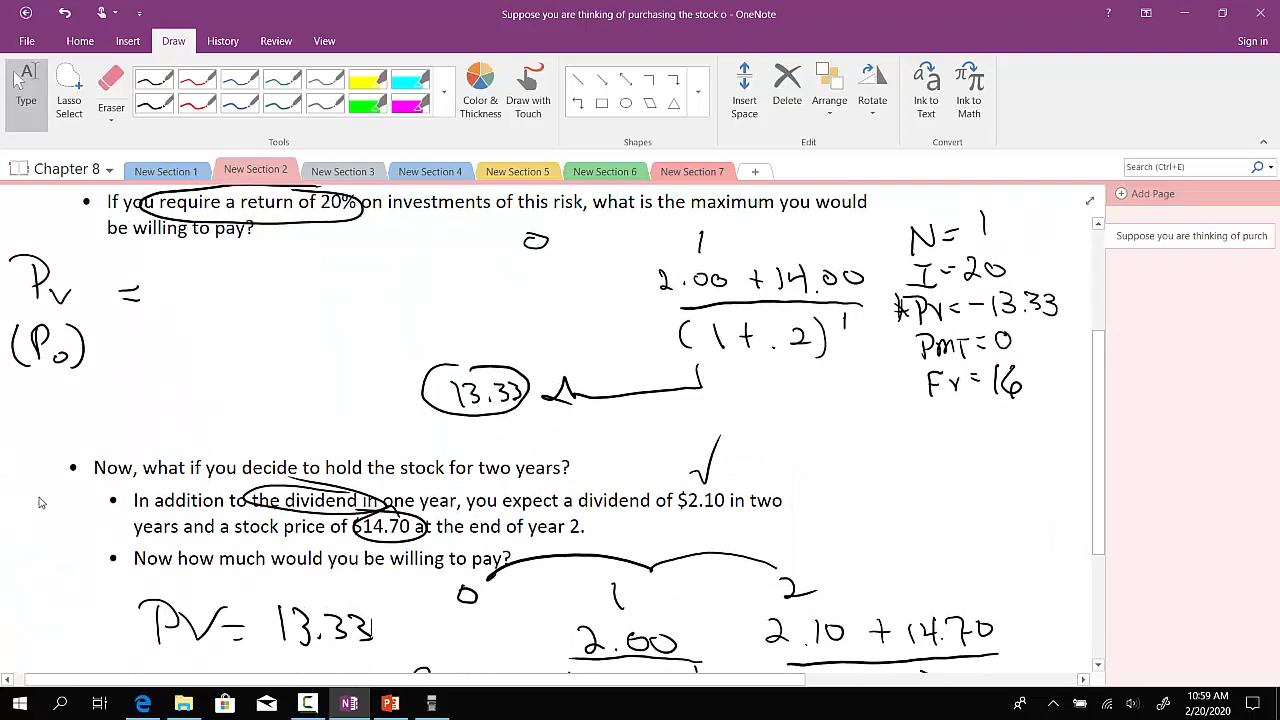 Suppose you are thinking of purchasing the stock o - OneNote
File Home Insert Draw History Review View
Sign in
Type
Lasso Select
Eraser
Color & Thickness
Draw with Touch
Insert Space
Delete
Arrange
Rotate
Ink to Text
Ink to Math
Tools
Shapes
Edit
Convert
Chapter 8
New Section 1
New Section 2
New Section 3
New Section 4
New Section 5
New Section 6
New Section 7
Search (Ctrl+E)
Add Page
Suppose you are thinking of purch
• If you require a return of 20% on investments of this risk, what is the maximum you would
be willing to pay?
0 1
PV =
(P0)
2.00 + 14.00
(1 + .2)^1
13.33
N = 1
I = 20
*PV = -13.33
PMT = 0
FV = 16
• Now, what if you decide to hold the stock for two years?
• In addition to the dividend in one year, you expect a dividend of $2.10 in two
years and a stock price of $14.70 at the end of year 2.
• Now how much would you be willing to pay?
0 1 2
PV = 13.33
2.00
2.10 + 14.70
10:59 AM
2/20/2020